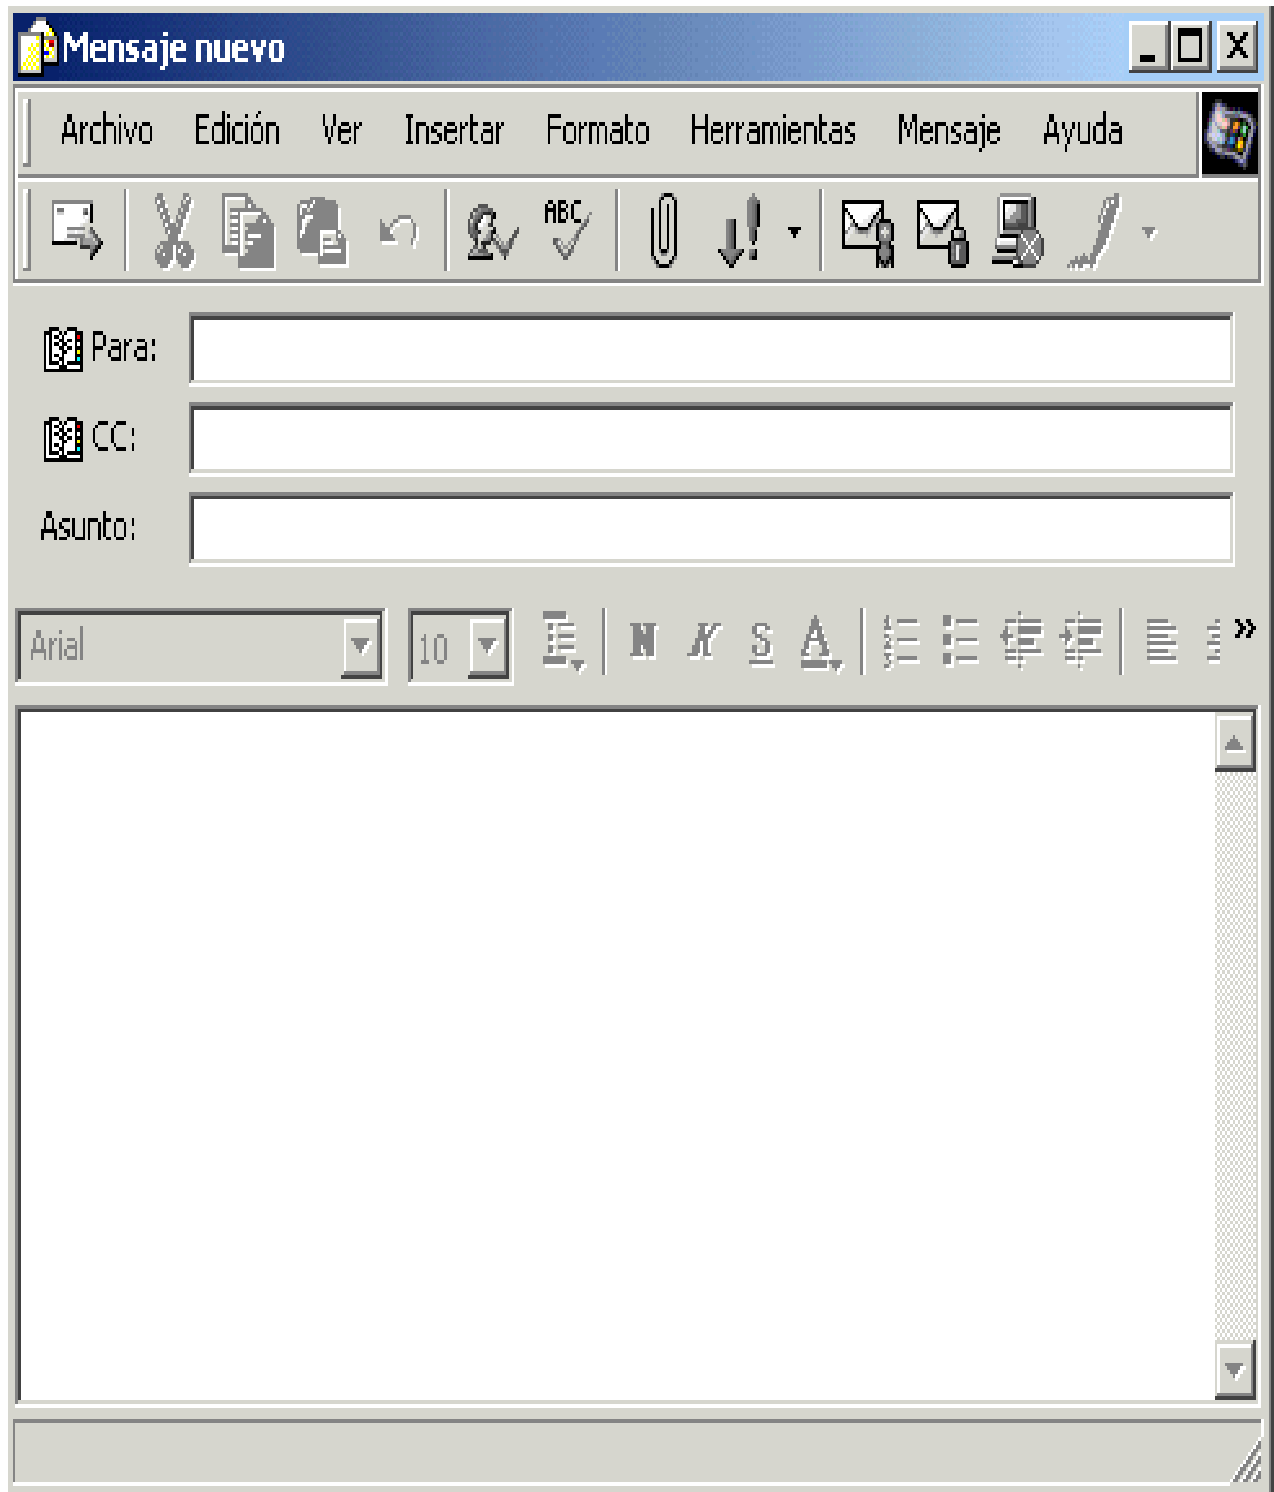 Mensaje nuevo
Archivo Edición Ver Insertar Formato Herramientas Mensaje Ayuda
ABC
Para:
CC:
Asunto:
Arial 10 N K S A